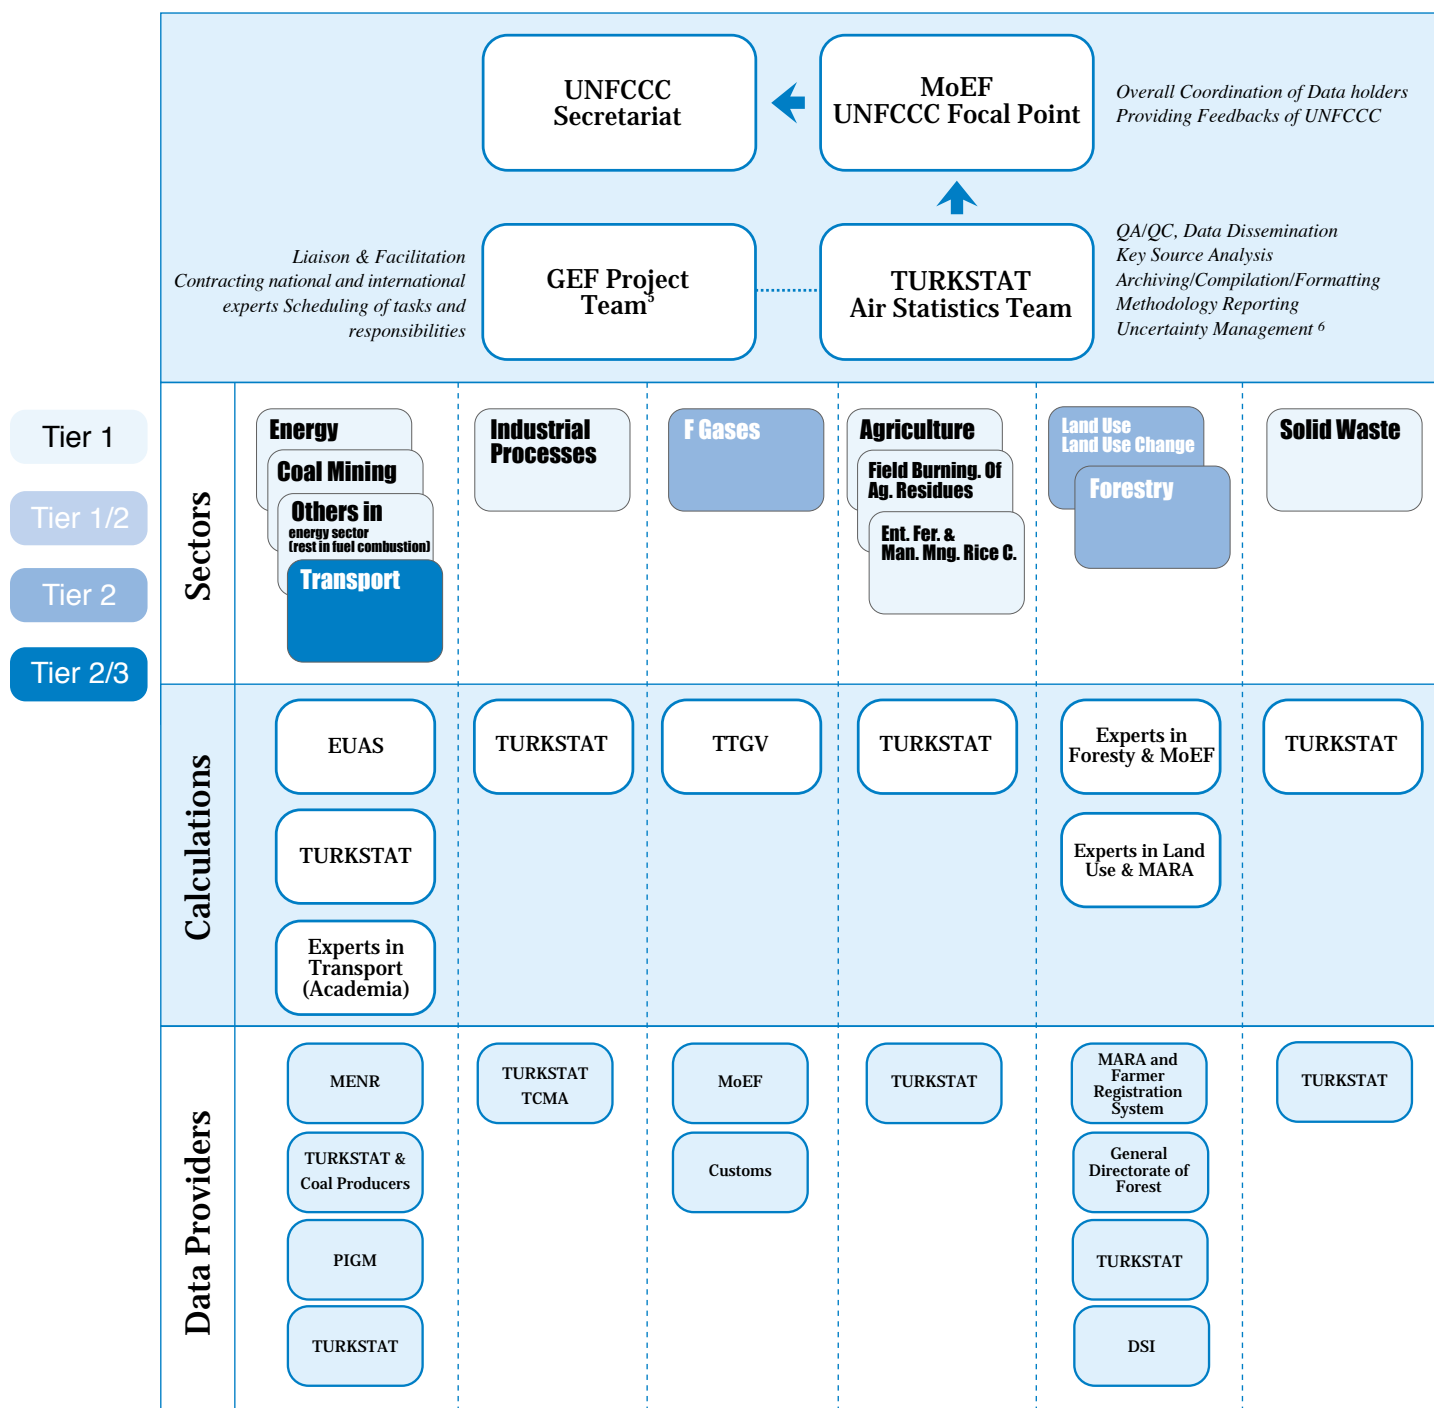 UNFCCC
Secretariat
MoEF
UNFCCC Focal Point
Overall Coordination of Data holders
Providing Feedbacks of UNFCCC
Liaison & Facilitation
Contracting national and international
experts Scheduling of tasks and
responsibilities
GEF Project
Team5
TURKSTAT
Air Statistics Team
QA/QC, Data Dissemination
Key Source Analysis
Archiving/Compilation/Formatting
Methodology Reporting
Uncertainty Management 6
Tier 1
Tier 1/2
Tier 2
Tier 2/3
Sectors
Energy
Coal Mining
Others in
energy sector
(rest in fuel combustion)
Transport
Industrial
Processes
F Gases
Agriculture
Field Burning. Of
Ag. Residues
Ent. Fer. &
Man. Mng. Rice C.
Land Use
Land Use Change
Forestry
Solid Waste
Calculations
EUAS
TURKSTAT
Experts in
Transport
(Academia)
TURKSTAT
TTGV
TURKSTAT
Experts in
Foresty & MoEF
Experts in Land
Use & MARA
TURKSTAT
Data Providers
MENR
TURKSTAT &
Coal Producers
PIGM
TURKSTAT
TURKSTAT
TCMA
MoEF
Customs
TURKSTAT
MARA and
Farmer
Registration
System
General
Directorate of
Forest
TURKSTAT
DSI
TURKSTAT